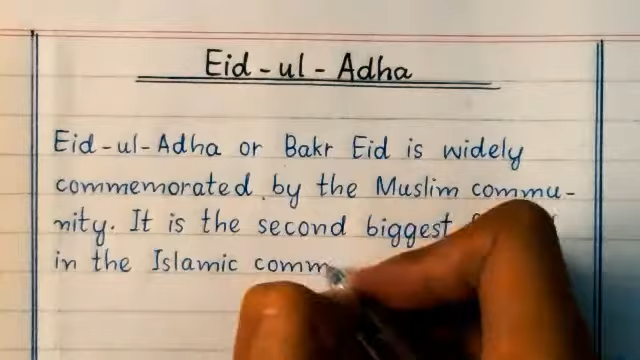 Eid-ul-Adha
Eid-ul-Adha or Bakr Eid is widely
commemorated by the Muslim commu-
nity. It is the second biggest
in the Islamic comm